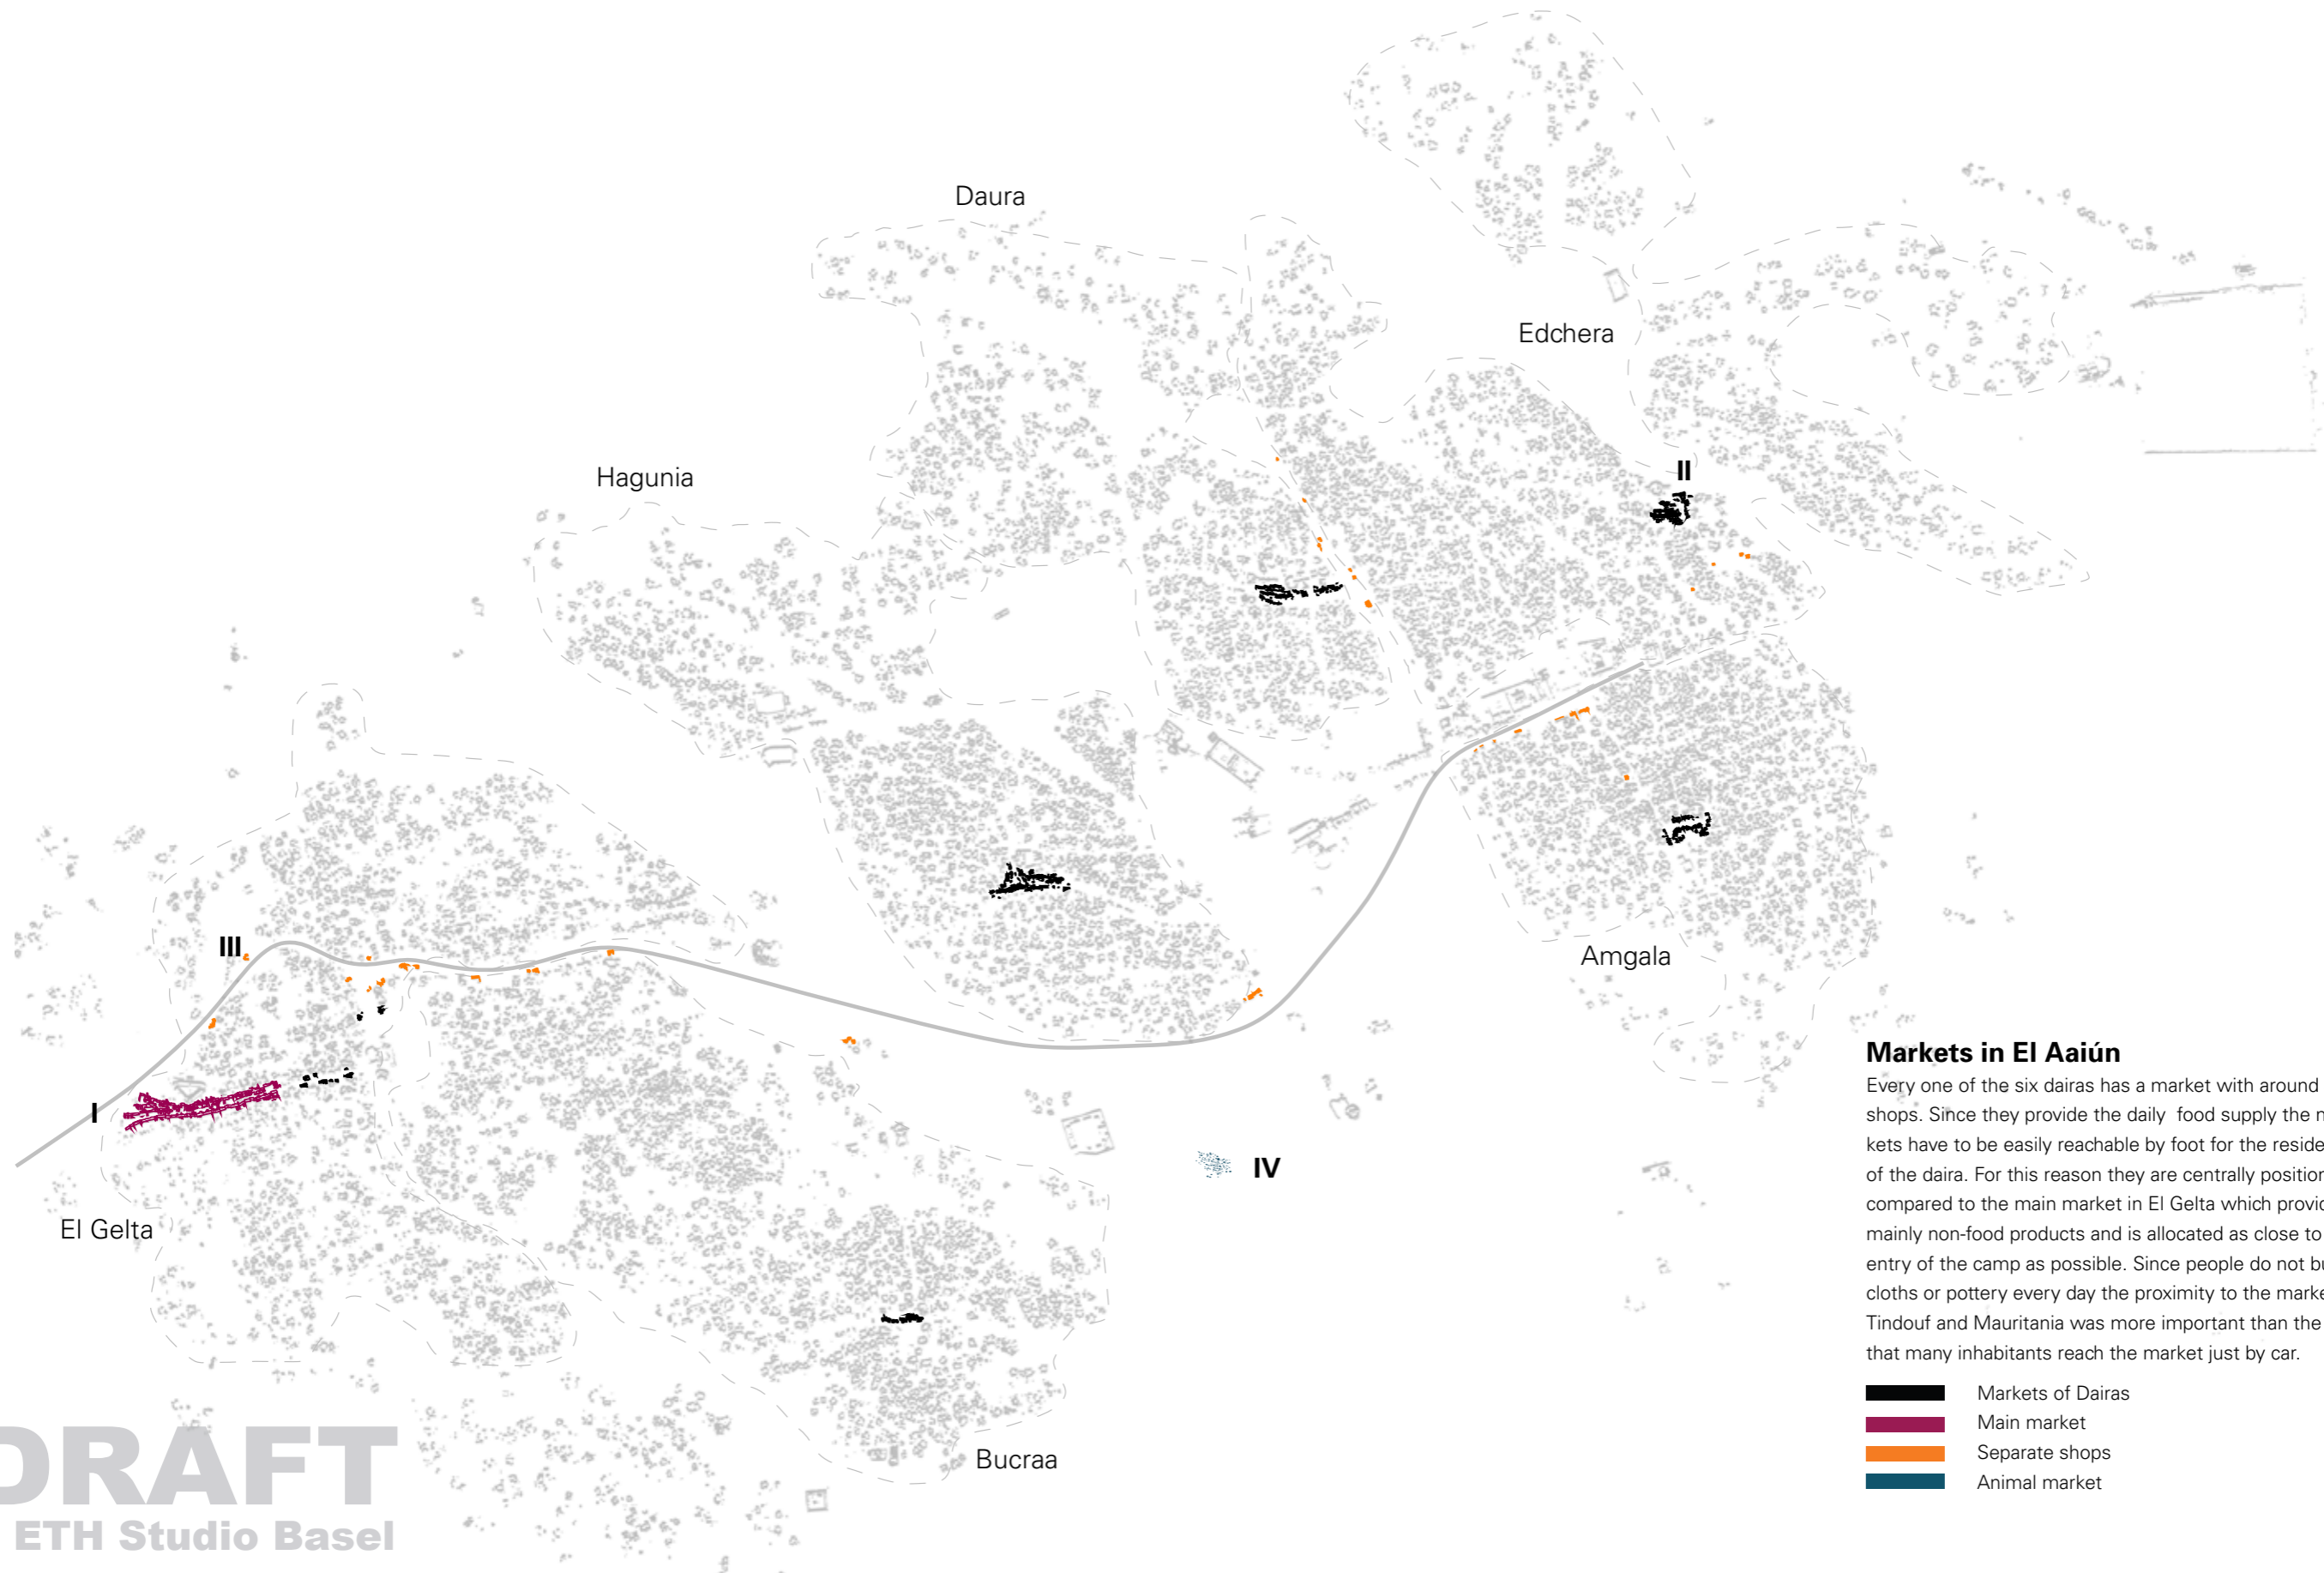 Daura
Edchera
Hagunia
II
III
Amgala
I
IV
El Gelta
Bucraa
Markets in El Aaiún
Every one of the six dairas has a market with around
shops. Since they provide the daily food supply the
kets have to be easily reachable by foot for the
of the daira. For this reason they are centrally
compared to the main market in El Gelta which
mainly non-food products and is allocated as close to
entry of the camp as possible. Since people do not
cloths or pottery every day the proximity to the
Tindouf and Mauritania was more important than the
that many inhabitants reach the market just by car.
Markets of Dairas
Main market
Separate shops
Animal market
DRAFT
ETH Studio Basel